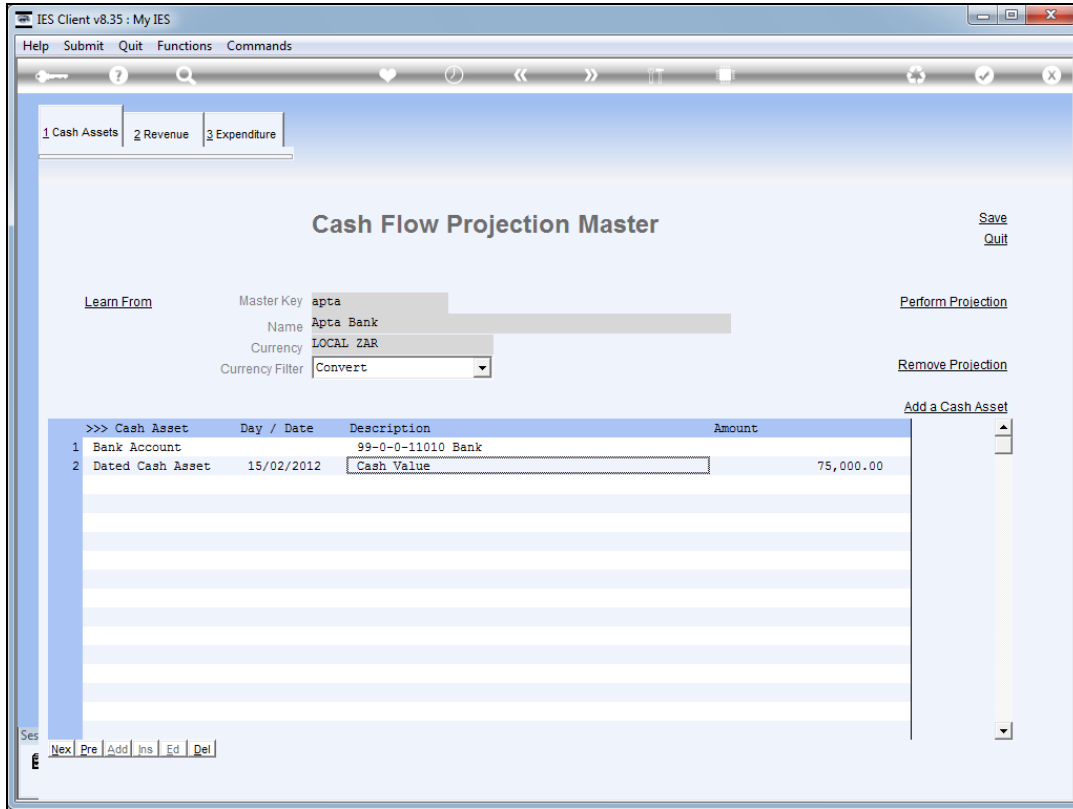 IES Client v8.35 : My IES
Help Submit Quit Functions Commands
1 Cash Assets 2 Revenue 3 Expenditure
Cash Flow Projection Master
Save
Quit
Learn From
Master Key apta
Perform Projection
Name Apta Bank
Currency LOCAL ZAR
Currency Filter Convert
Remove Projection
Add a Cash Asset
>>> Cash Asset Day / Date Description Amount
1 Bank Account 99-0-0-11010 Bank
2 Dated Cash Asset 15/02/2012 Cash Value 75,000.00
Ses
Nex Pre Add Ins Ed Del